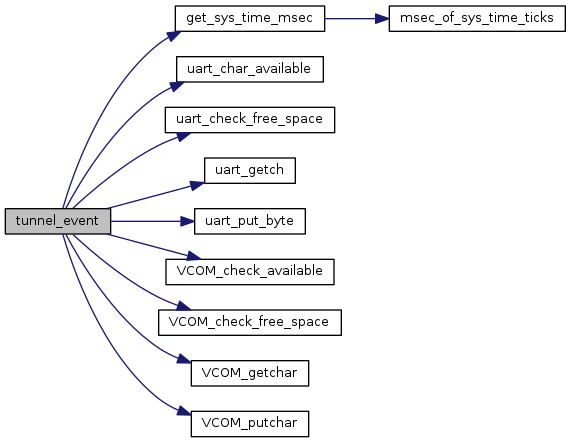 get_sys_time_msec
msec_of_sys_time_ticks
uart_char_available
uart_check_free_space
uart_getch
tunnel_event
uart_put_byte
VCOM_check_available
VCOM_check_free_space
VCOM_getchar
VCOM_putchar